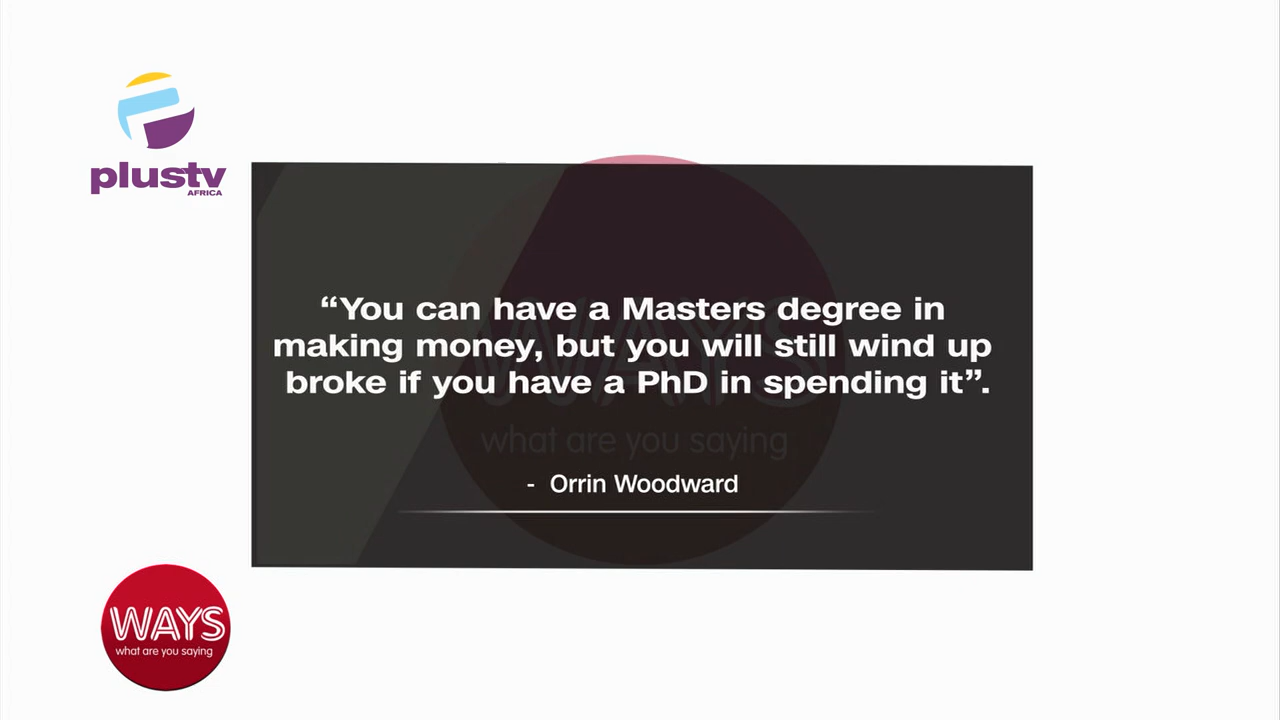 plustv
AFRICA
“You can have a Masters degree in
making money, but you will still wind up
broke if you have a PhD in spending it”.
WAYS
what are you saying
- Orrin Woodward
WAYS
what are you saying